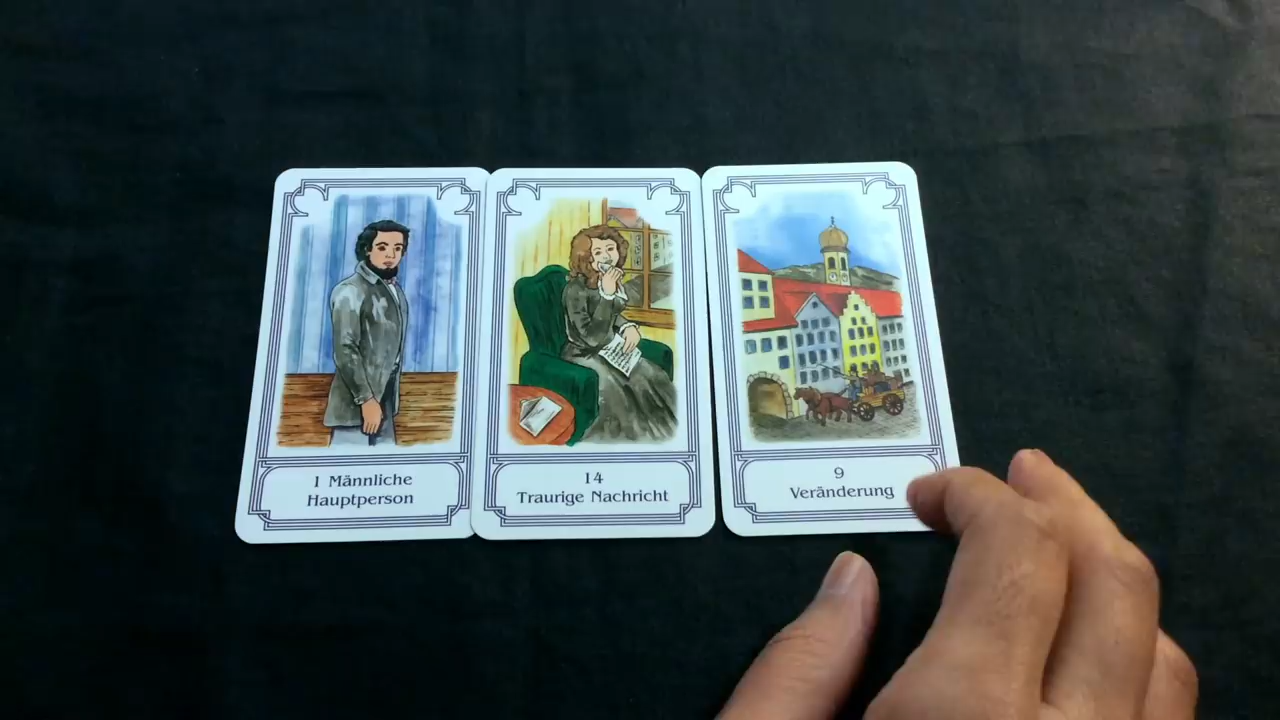 1 Männliche
Hauptperson
14
Traurige Nachricht
9
Veränderung